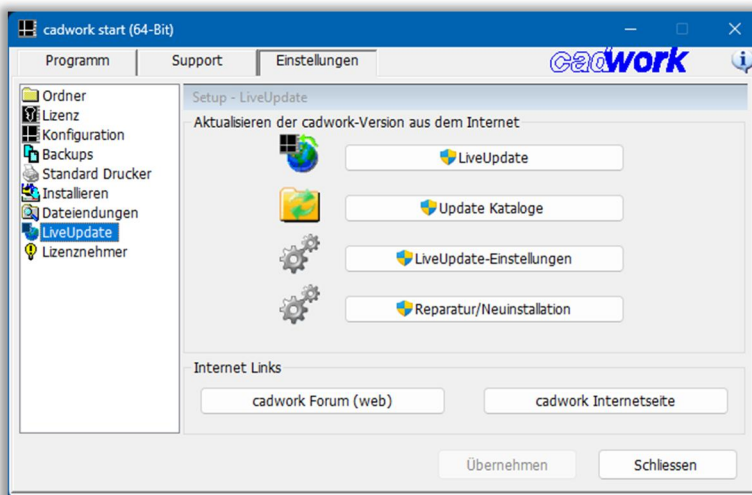 cadwork start (64-Bit)
Programm
Support
Einstellungen
cadwork
Ordner
Lizenz
Konfiguration
Backups
Standard Drucker
Installieren
Dateiendungen
LiveUpdate
Lizenznehmer
Setup - LiveUpdate
Aktualisieren der cadwork-Version aus dem Internet
LiveUpdate
Update Kataloge
LiveUpdate-Einstellungen
Reparatur/Neuinstallation
Internet Links
cadwork Forum (web)
cadwork Internetseite
Übernehmen
Schliessen